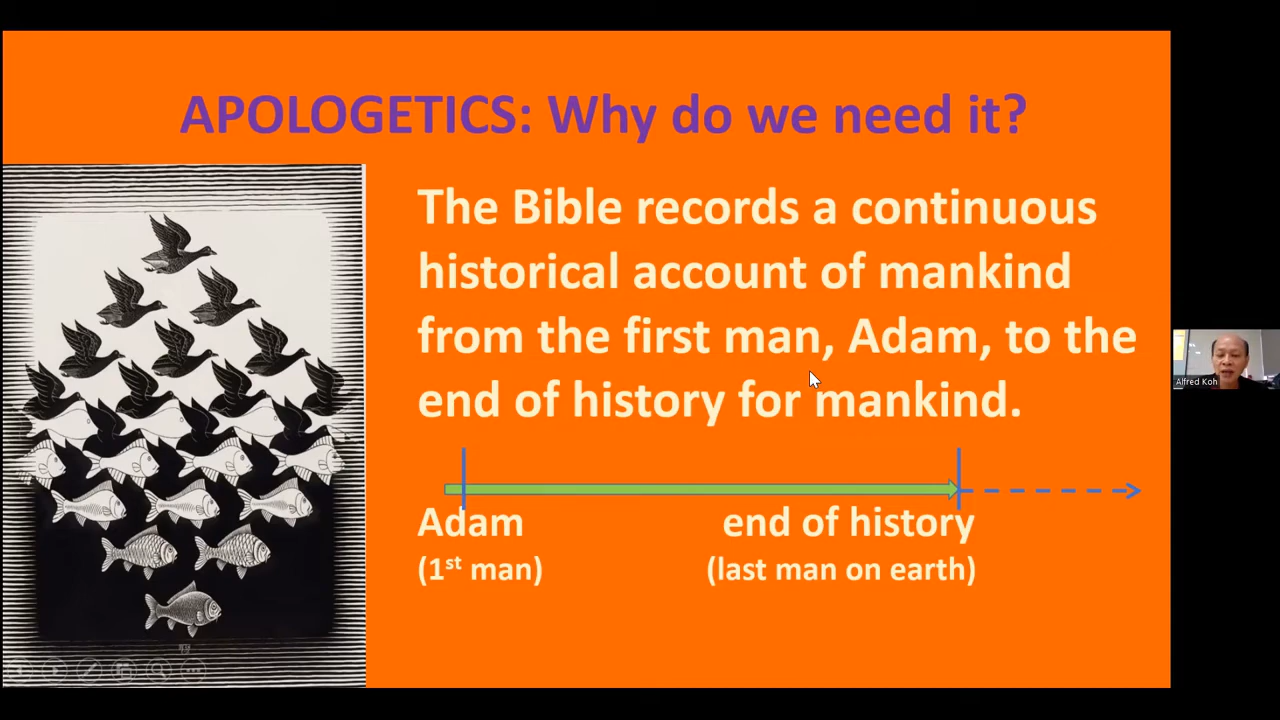 APOLOGETICS: Why do we need it?
The Bible records a continuous
historical account of mankind
from the first man, Adam, to the
end of history for mankind.
Adam
(1st man)
end of history
(last man on earth)
Alfred Koh